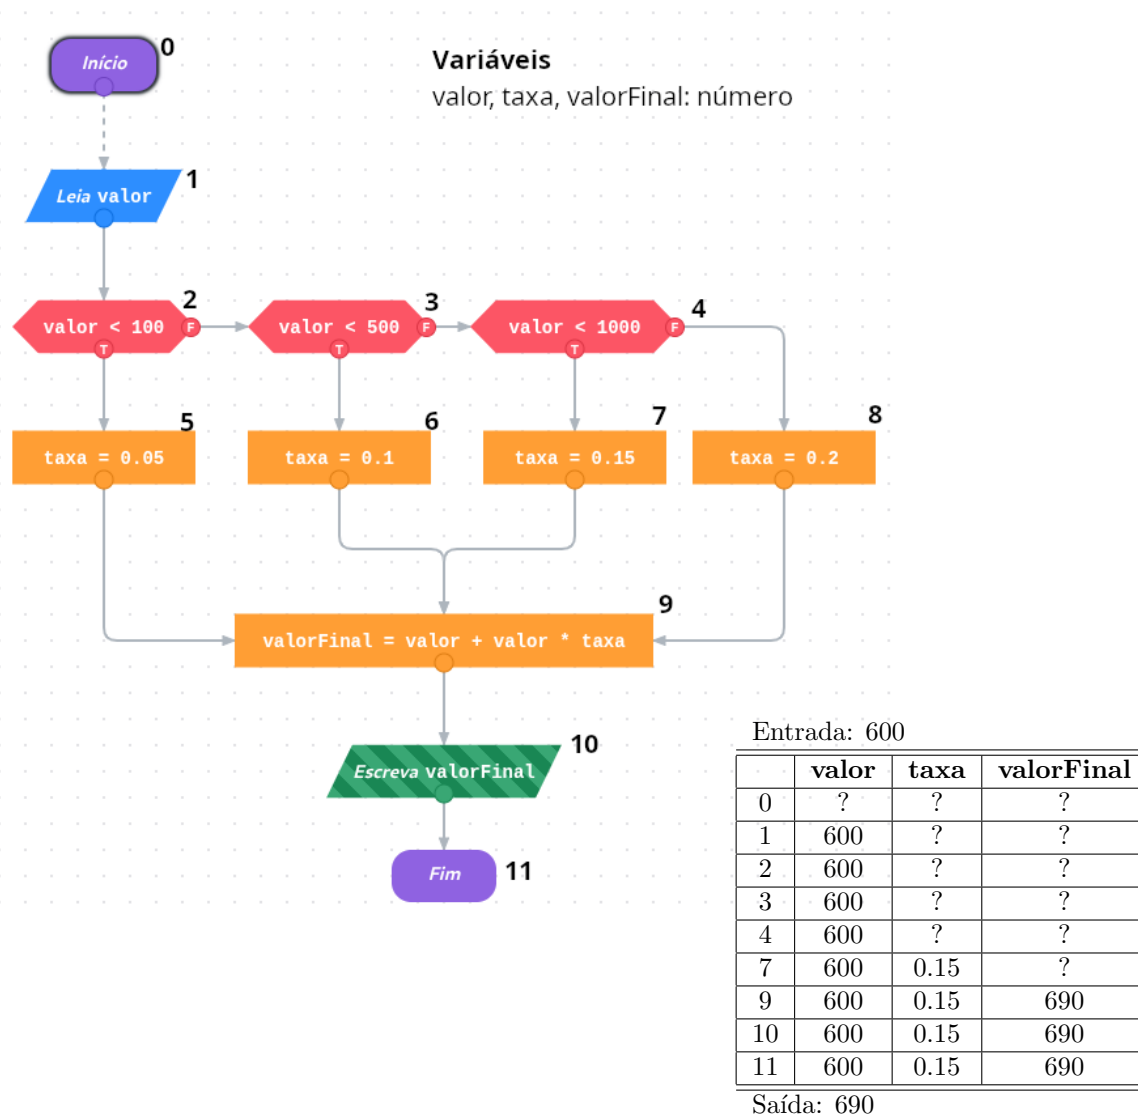 Início 0
Variáveis
valor, taxa, valorFinal: número
Leia valor 1
valor < 100 T F 2
valor < 500 T F 3
valor < 1000 T F 4
taxa = 0.05 5
taxa = 0.1 6
taxa = 0.15 7
taxa = 0.2 8
valorFinal = valor + valor * taxa 9
Escreva valorFinal 10
Fim 11
Entrada: 600
valor taxa valorFinal
0 ? ? ?
1 600 ? ?
2 600 ? ?
3 600 ? ?
4 600 ? ?
7 600 0.15 ?
9 600 0.15 690
10 600 0.15 690
11 600 0.15 690
Saída: 690